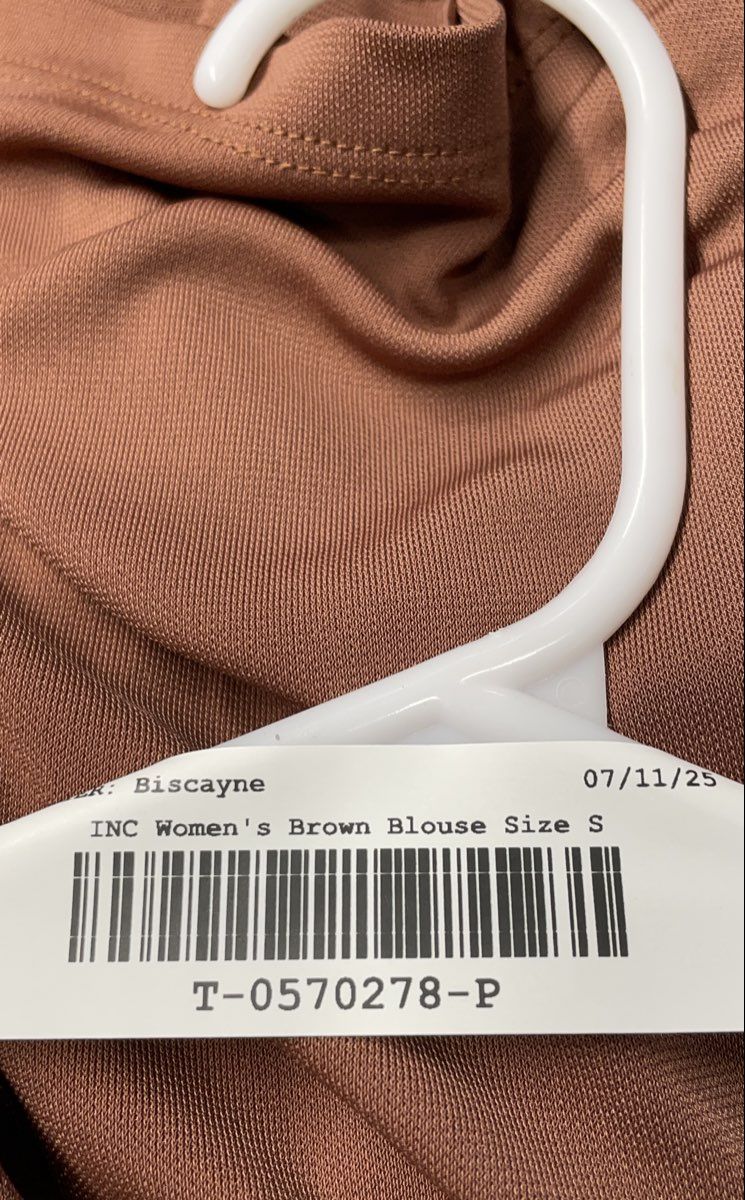 Biscayne
07/11/25
INC Women's Brown Blouse Size S
T-0570278-P